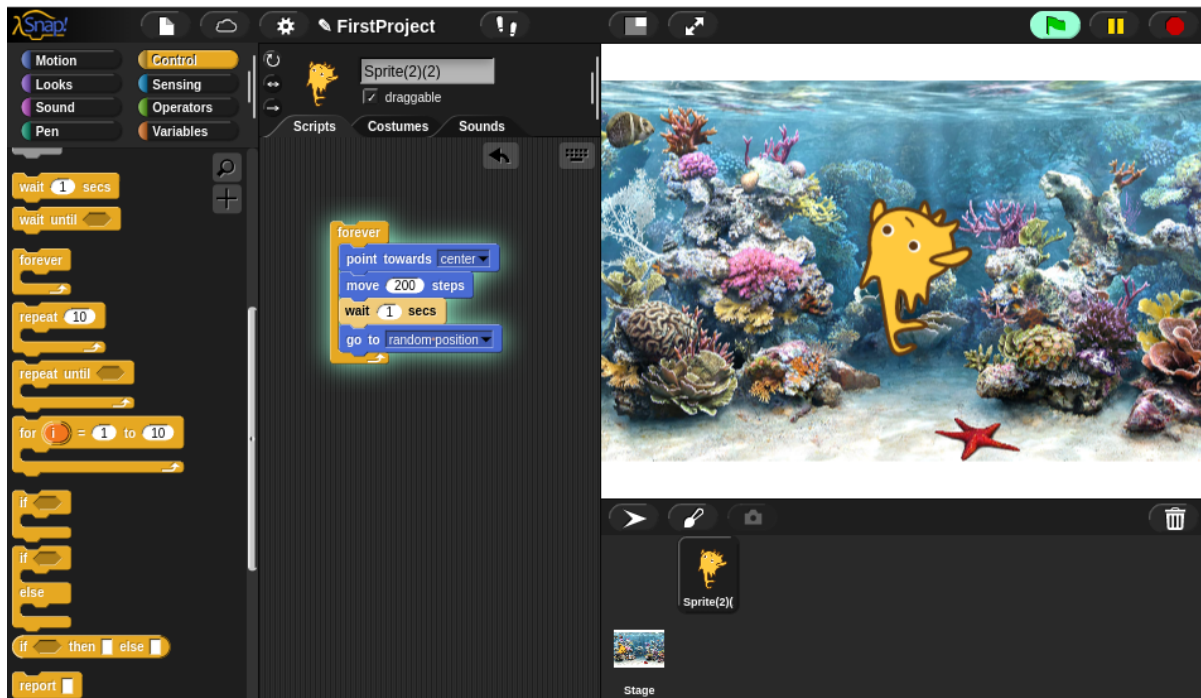 λSnap!
FirstProject
Motion
Control
Looks
Sensing
Sound
Operators
Pen
Variables
wait 1 secs
wait until
forever
repeat 10
repeat until
for i = 1 to 10
if
if
else
if then else
report
Sprite(2)(2)
✓ draggable
Scripts Costumes Sounds
forever
point towards center
move 200 steps
wait 1 secs
go to random position
Sprite(2)(
Stage